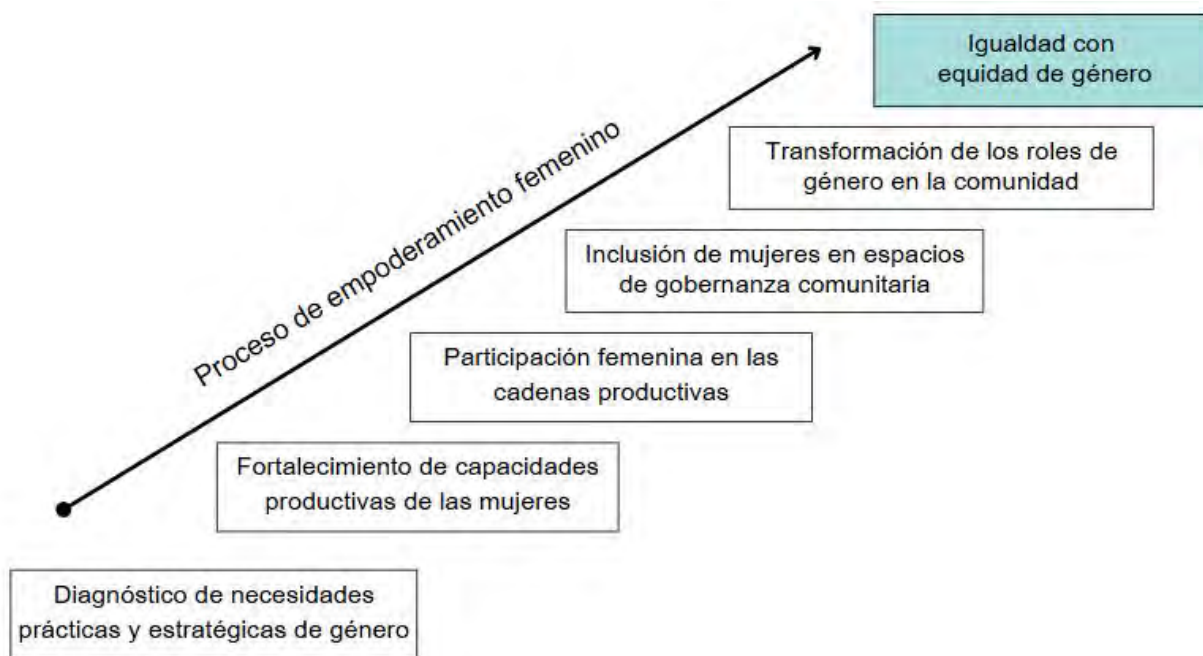 Igualdad con
equidad de género
Transformación de los roles de
género en la comunidad
Proceso de empoderamiento femenino
Inclusión de mujeres en espacios
de gobernanza comunitaria
Participación femenina en las
cadenas productivas
Fortalecimiento de capacidades
productivas de las mujeres
Diagnóstico de necesidades
prácticas y estratégicas de género